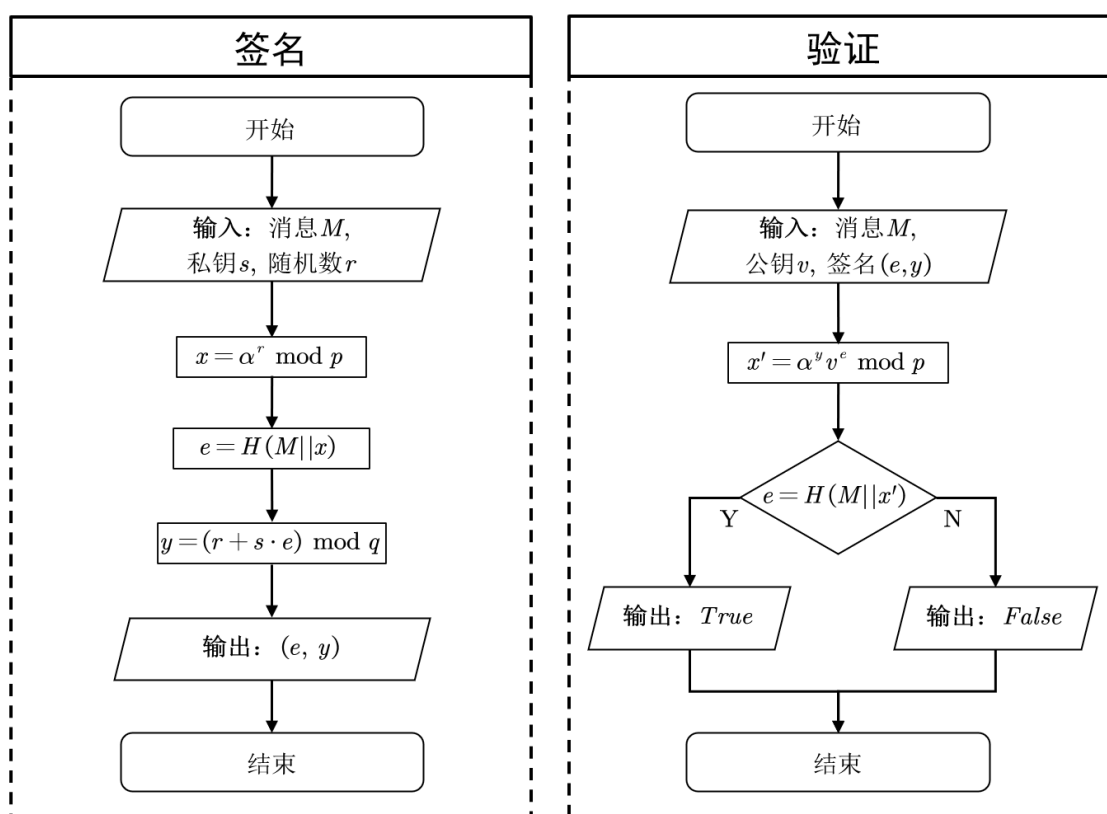 签名
开始
输入：消息M,
私钥s, 随机数r
x = α^r mod p
e = H(M||x)
y = (r + s · e) mod q
输出：(e, y)
结束
验证
开始
输入：消息M,
公钥v, 签名(e,y)
x′ = α^y v^e mod p
e = H(M||x′)
Y
N
输出：True
输出：False
结束